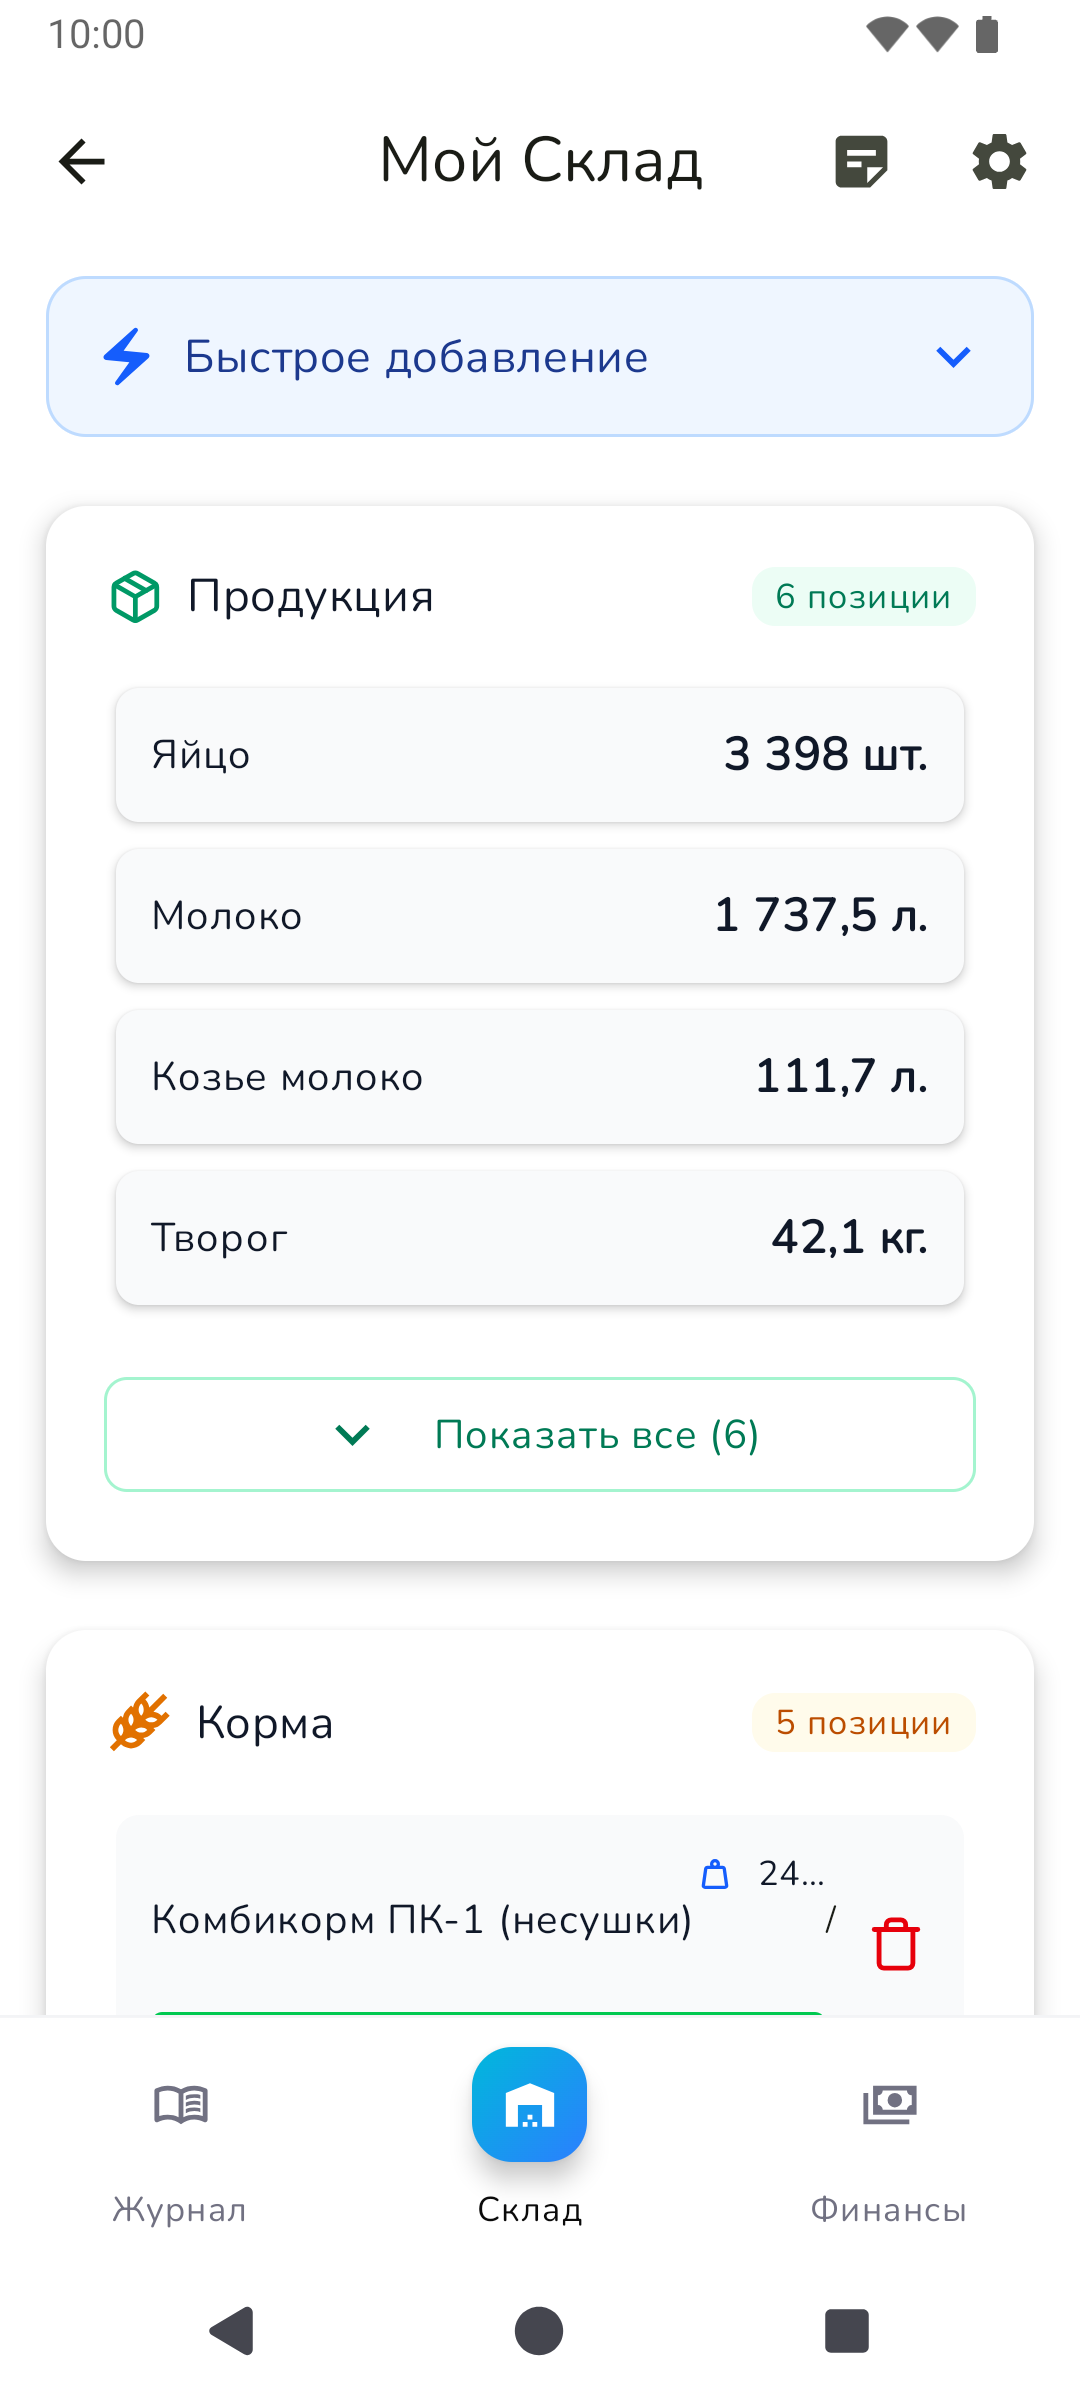 10:00
Мой Склад
Быстрое добавление
Продукция
6 позиции
Яйцо
3 398 шт.
Молоко
1 737,5 л.
Козье молоко
111,7 л.
Творог
42,1 кг.
Показать все (6)
Корма
5 позиции
24...
Комбикорм ПК-1 (несушки)
/
Журнал
Склад
Финансы